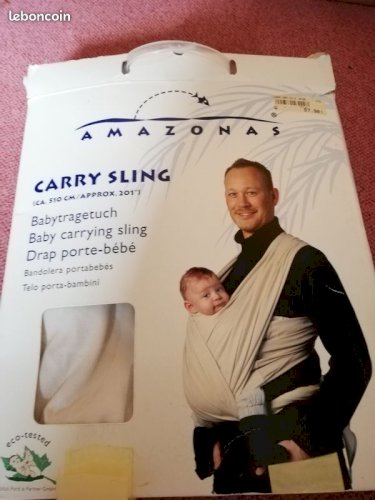 leboncoin
AMAZONAS
®
CARRY SLING
(CA. 510 CM/APPROX. 201")
Babytragetuch
Baby carrying sling
Drap porte-bébé
Bandolera portabebés
Telo porta-bambini
eco-tested